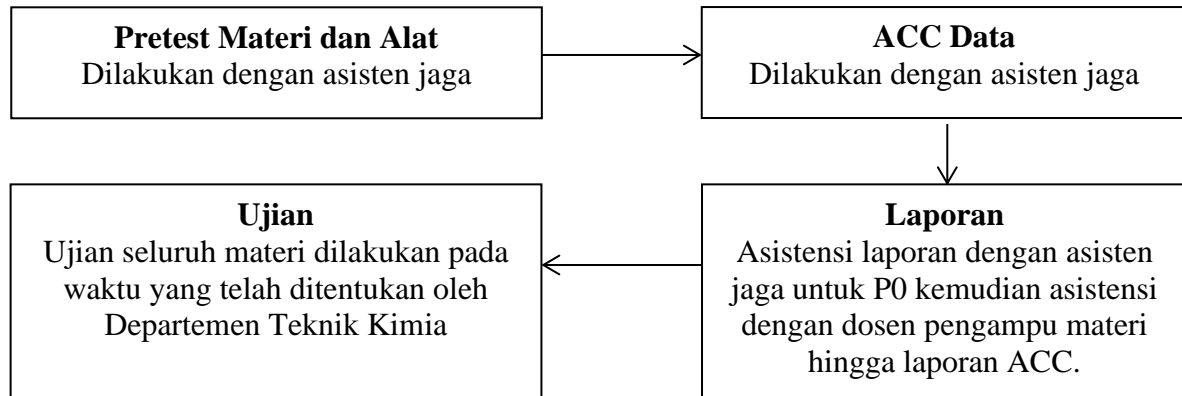 Pretest Materi dan Alat
Dilakukan dengan asisten jaga
ACC Data
Dilakukan dengan asisten jaga
Laporan
Asistensi laporan dengan asisten
jaga untuk P0 kemudian asistensi
dengan dosen pengampu materi
hingga laporan ACC.
Ujian
Ujian seluruh materi dilakukan pada
waktu yang telah ditentukan oleh
Departemen Teknik Kimia